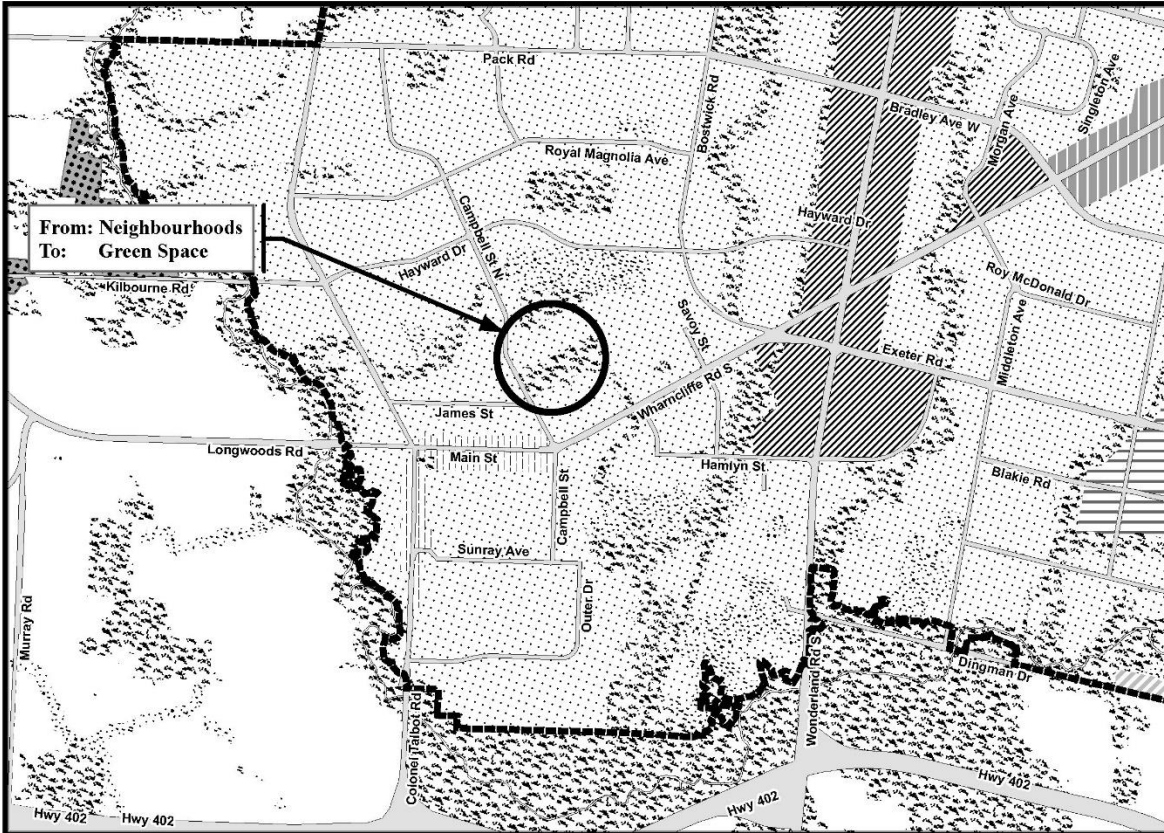 Pack Rd
Bostwick Rd
Bradley Ave W
Morgan Ave
Singleton Ave
Royal Magnolia Ave
From: Neighbourhoods
To: Green Space
Campbell St N
Hayward Dr
Hayward Dr
Kilbourne Rd
Roy McDonald Dr
Savoy St
Middleton Ave
Exeter Rd
Wharncliffe Rd S
James St
Longwoods Rd
Main St
Hamlyn St
Blakie Rd
Campbell St
Sunray Ave
Outer Dr
Murray Rd
Dingman Dr
Wonderland Rd S
Colonel Talbot Rd
Hwy 402
Hwy 402
Hwy 402
Hwy 402